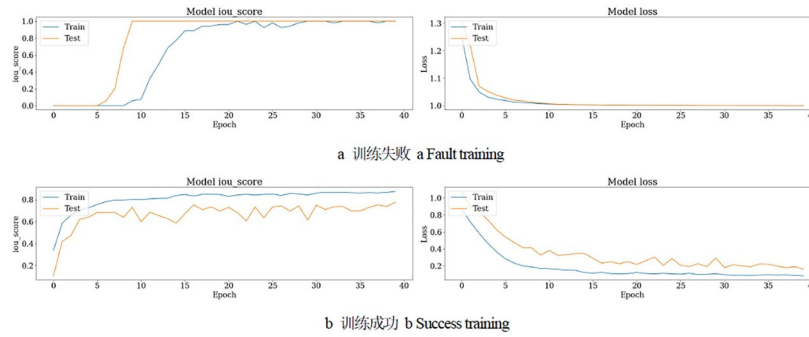 Model iou_score
Train
Test
iou_score
1.0
0.8
0.6
0.4
0.2
0.0
0 5 10 15 20 25 30 35 40
Epoch
Model loss
Train
Test
Loss
1.3
1.2
1.1
1.0
0 5 10 15 20 25 30 35
Epoch
a 训练失败 a Fault training
Model iou_score
Train
Test
iou_score
0.8
0.6
0.4
0.2
0 5 10 15 20 25 30 35 40
Epoch
Model loss
Train
Test
Loss
1.0
0.8
0.6
0.4
0.2
0 5 10 15 20 25 30 35
Epoch
b 训练成功 b Success training